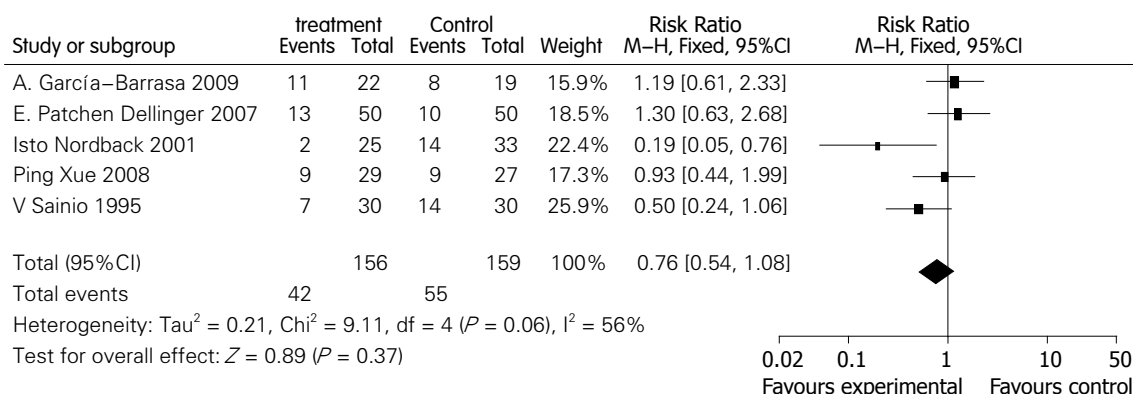 treatment Control Risk Ratio Risk Ratio
Study or subgroup Events Total Events Total Weight M–H, Fixed, 95%CI M–H, Fixed, 95%CI
A. García–Barrasa 2009 11 22 8 19 15.9% 1.19 [0.61, 2.33]
E. Patchen Dellinger 2007 13 50 10 50 18.5% 1.30 [0.63, 2.68]
Isto Nordback 2001 2 25 14 33 22.4% 0.19 [0.05, 0.76]
Ping Xue 2008 9 29 9 27 17.3% 0.93 [0.44, 1.99]
V Sainio 1995 7 30 14 30 25.9% 0.50 [0.24, 1.06]
Total (95%CI) 156 159 100% 0.76 [0.54, 1.08]
Total events 42 55
Heterogeneity: Tau² = 0.21, Chi² = 9.11, df = 4 (P = 0.06), I² = 56%
Test for overall effect: Z = 0.89 (P = 0.37)
0.02 0.1 1 10 50
Favours experimental Favours control